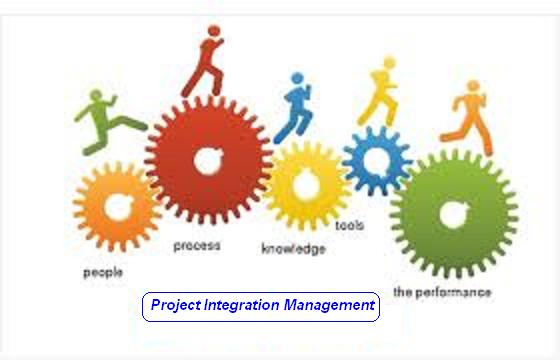 people
process
knowledge
tools
the performance
Project Integration Management